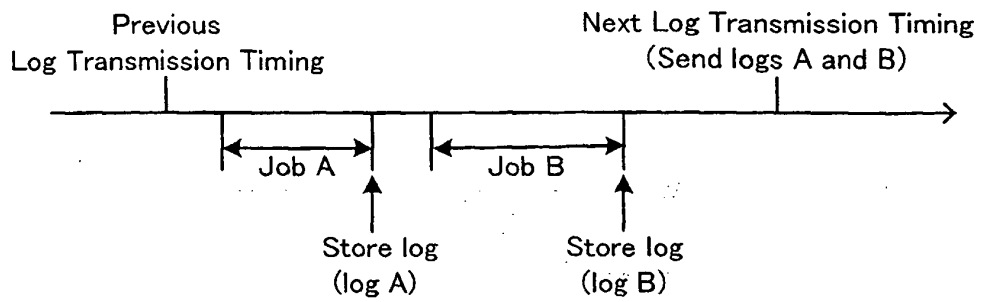 Previous
Log Transmission Timing
Next Log Transmission Timing
(Send logs A and B)
Job A
Job B
Store log
(log A)
Store log
(log B)